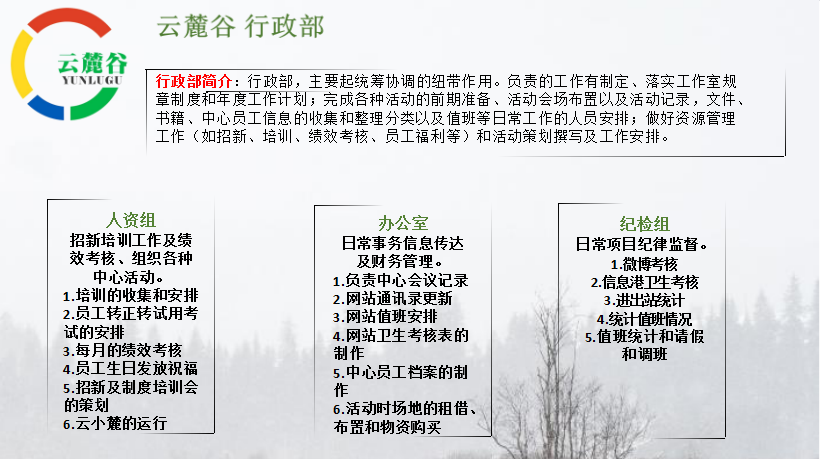 云麓谷 行政部
云麓谷
YUNLUGU
行政部简介：行政部，主要起统筹协调的纽带作用。负责的工作有制定、落实工作室规
章制度和年度工作计划；完成各种活动的前期准备、活动会场布置以及活动记录，文件、
书籍、中心员工信息的收集和整理分类以及值班等日常工作的人员安排；做好资源管理
工作（如招新、培训、绩效考核、员工福利等）和活动策划撰写及工作安排。
人资组
招新培训工作及绩
效考核、组织各种
中心活动。
1.培训的收集和安排
2.员工转正转试用考
试的安排
3.每月的绩效考核
4.员工生日发放祝福
5.招新及制度培训会
的策划
6.云小麓的运行
办公室
日常事务信息传达
及财务管理。
1.负责中心会议记录
2.网站通讯录更新
3.网站值班安排
4.网站卫生考核表的
制作
5.中心员工档案的制
作
6.活动时场地的租借、
布置和物资购买
纪检组
日常项目纪律监督。
1.微博考核
2.信息港卫生考核
3.进出站统计
4.统计值班情况
5.值班统计和请假
和调班